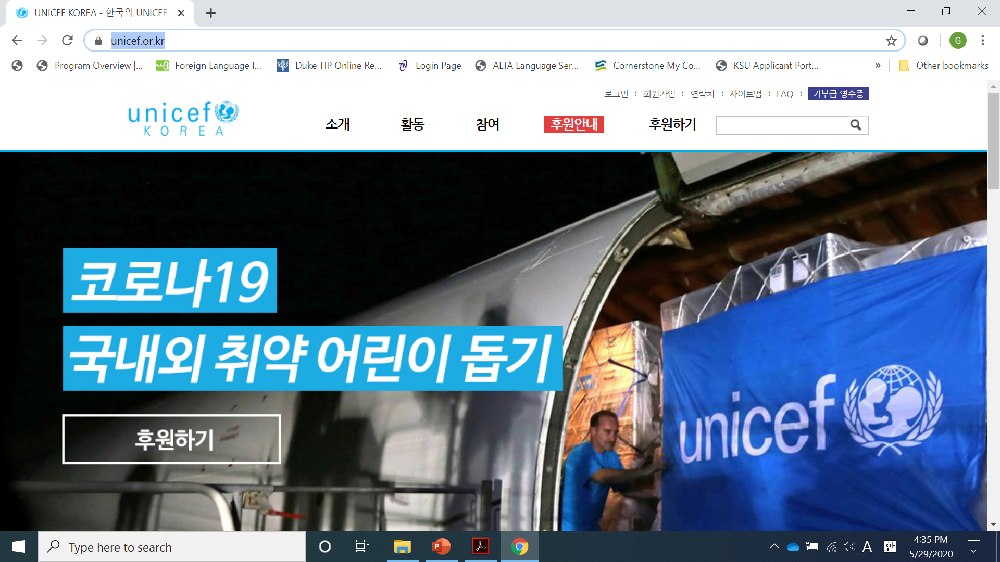 UNICEF KOREA - 한국의 UNICEF
unicef.or.kr
G
Program Overview |... Foreign Language I... Duke TIP Online Re... Login Page ALTA Language Ser... Cornerstone My Co... KSU Applicant Port... » Other bookmarks
로그인 회원가입 연락처 사이트맵 FAQ 기부금 영수증
unicef
KOREA
소개 활동 참여 후원안내 후원하기
코로나19
국내외 취약 어린이 돕기
후원하기
unicef
Type here to search
A 한
4:35 PM
5/29/2020